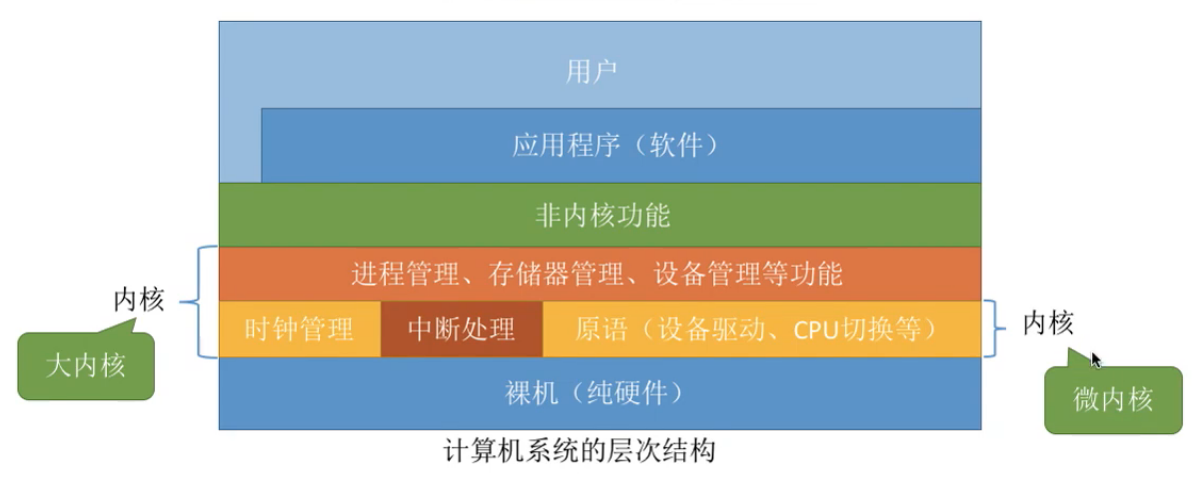 用户
应用程序（软件）
非内核功能
进程管理、存储器管理、设备管理等功能
内核
时钟管理
中断处理
原语（设备驱动、CPU切换等）
内核
大内核
裸机（纯硬件）
微内核
计算机系统的层次结构